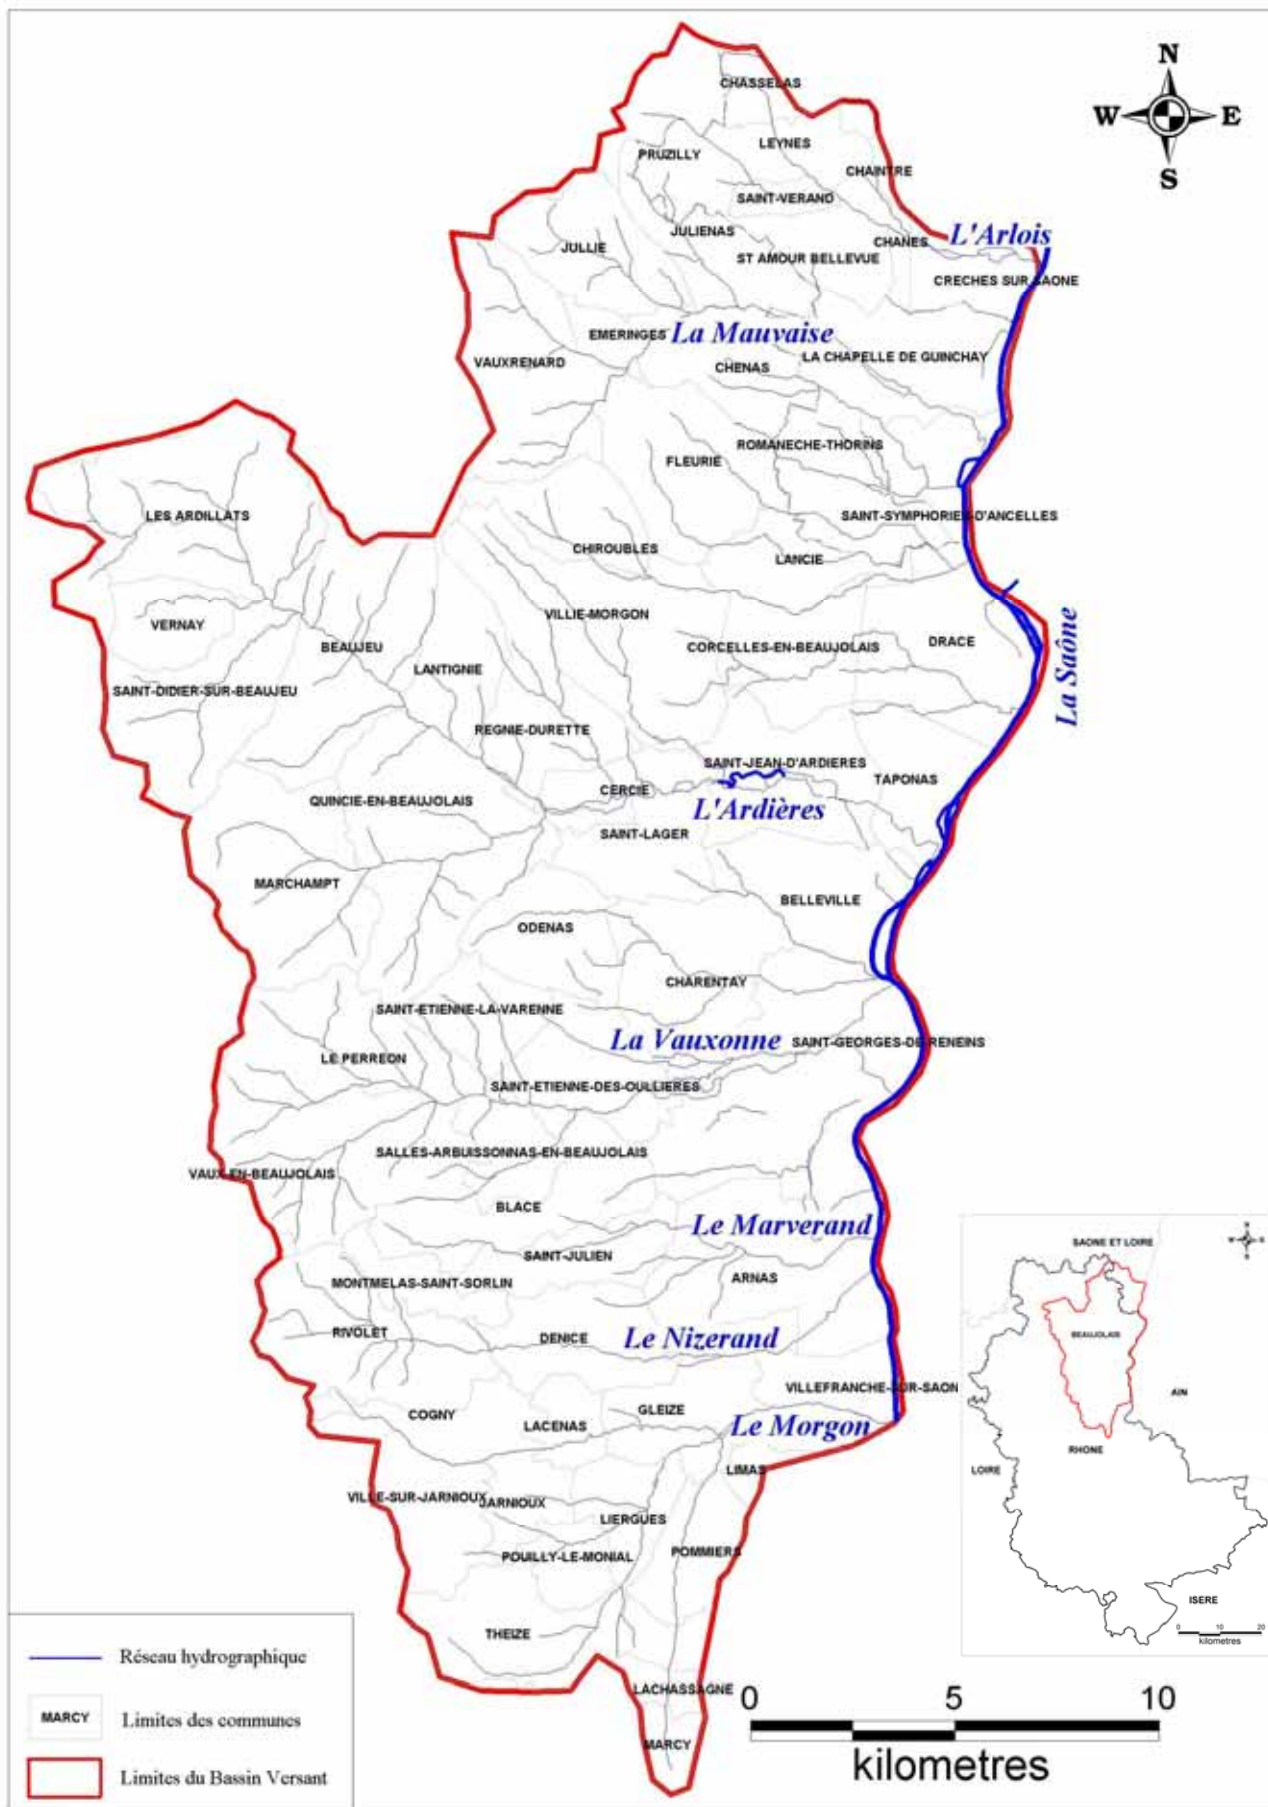 N
W E
S
CHASSELAS
LEYNES
PRUZILLY
CHAINTRE
SAINT-VERAND
JULIENAS
L'Arlois
CHANES
JULLIE
ST AMOUR BELLEVUE
CRECHES SUR SAONE
EMERINGES
La Mauvaise
LA CHAPELLE DE GUINCHAY
VAUXRENARD
CHENAS
ROMANECHE-THORINS
FLEURIE
LES ARDILLATS
SAINT-SYMPHORIEN-D'ANCELLES
CHIROUBLES
LANCIE
VILLIE-MORGON
VERNAY
BEAUJEU
CORCELLES-EN-BEAUJOLAIS
DRACE
La Saône
LANTIGNIE
SAINT-DIDIER-SUR-BEAUJEU
REGNIE-DURETTE
SAINT-JEAN-D'ARDIERES
TAPONAS
CERCIE
QUINCIE-EN-BEAUJOLAIS
L'Ardières
SAINT-LAGER
MARCHAMPT
BELLEVILLE
ODENAS
CHARENTAY
SAINT-ETIENNE-LA-VARENNE
La Vauxonne
SAINT-GEORGES-DE-RENEINS
LE PERREON
SAINT-ETIENNE-DES-OULLIERES
SALLES-ARBUISSONNAS-EN-BEAUJOLAIS
VAUX-EN-BEAUJOLAIS
BLACE
Le Marverand
SAINT-JULIEN
ARNAS
MONTMELAS-SAINT-SORLIN
RIVOLET
DENICE
Le Nizerand
VILLEFRANCHE-SUR-SAON
COGNY
GLEIZE
LACENAS
Le Morgon
LIMAS
VILLE-SUR-JARNIOUX
JARNIOUX
LIERGUES
POUILLY-LE-MONIAL
POMMIERS
THEIZE
LACHASSAGNE
MARCY
SAONE ET LOIRE
N
W E
S
BEAUJOLAIS
AIN
RHONE
LOIRE
ISERE
0 10 20
kilometres
0 5 10
kilometres
Réseau hydrographique
MARCY Limites des communes
Limites du Bassin Versant